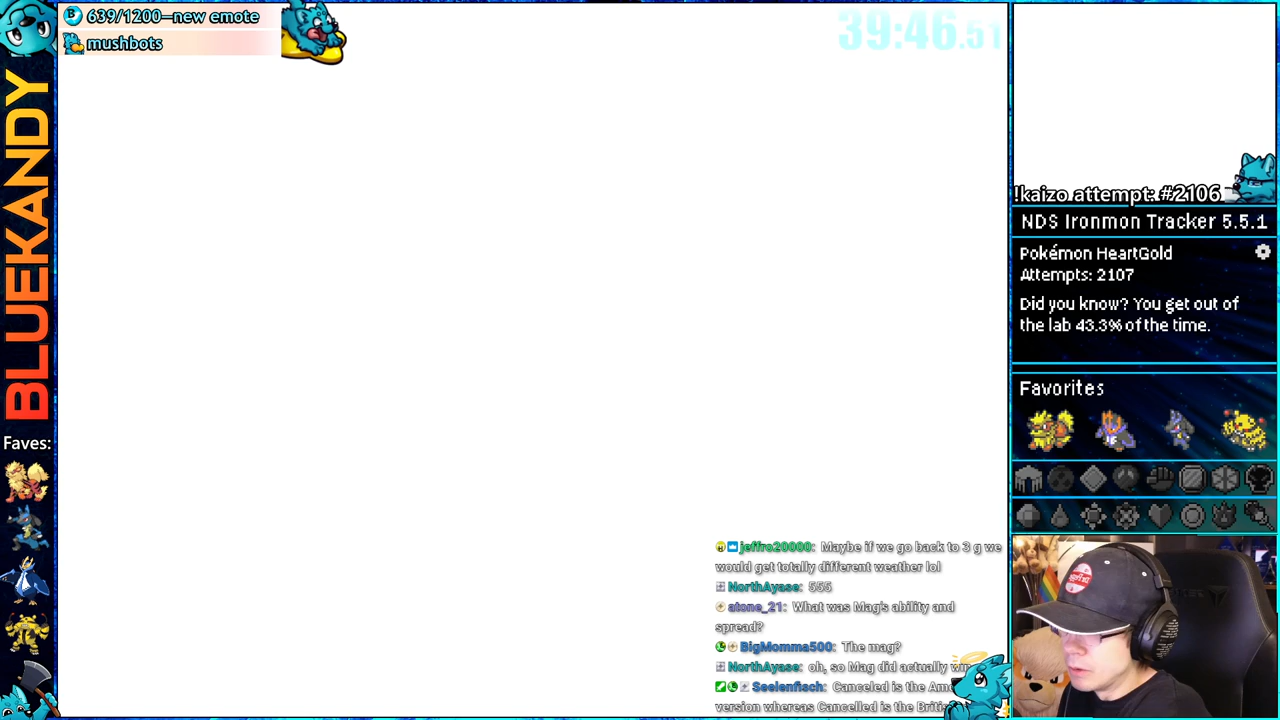 639/1200–new emote
mushbots
39:46.51
BLUEKANDY
Faves:
!kaizo attempt: #2106
NDS Ironmon Tracker 5.5.1
Pokémon HeartGold
Attempts: 2107
Did you know? You get out of
the lab 43.3% of the time.
Favorites
jeffro20000: Maybe if we go back to 3 g we
would get totally different weather lol
NorthAyase: 555
atone_21: What was Mag's ability and
spread?
BigMomma500: The mag?
NorthAyase: oh, so Mag did actually
Seelenfisch: Canceled is the
version whereas Cancelled is the